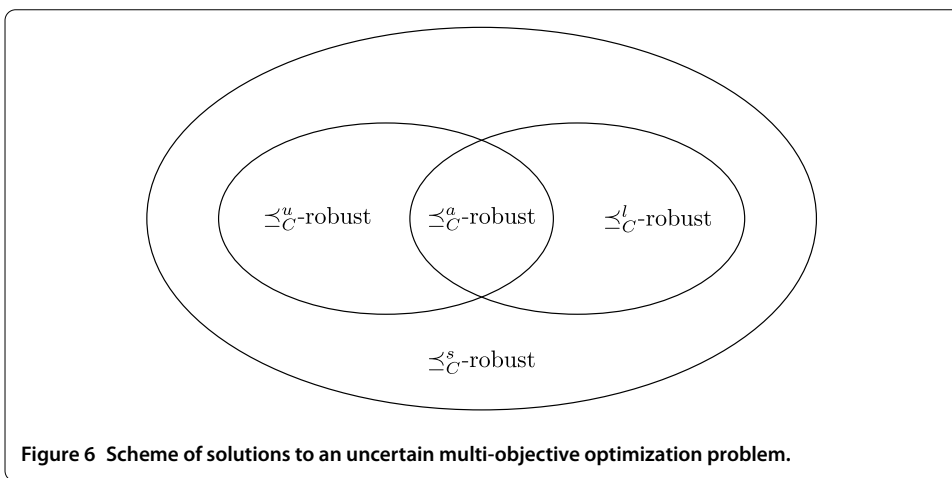 ⪯ᵘ_C-robust ⪯ᵃ_C-robust ⪯ˡ_C-robust
⪯ˢ_C-robust
Figure 6 Scheme of solutions to an uncertain multi-objective optimization problem.